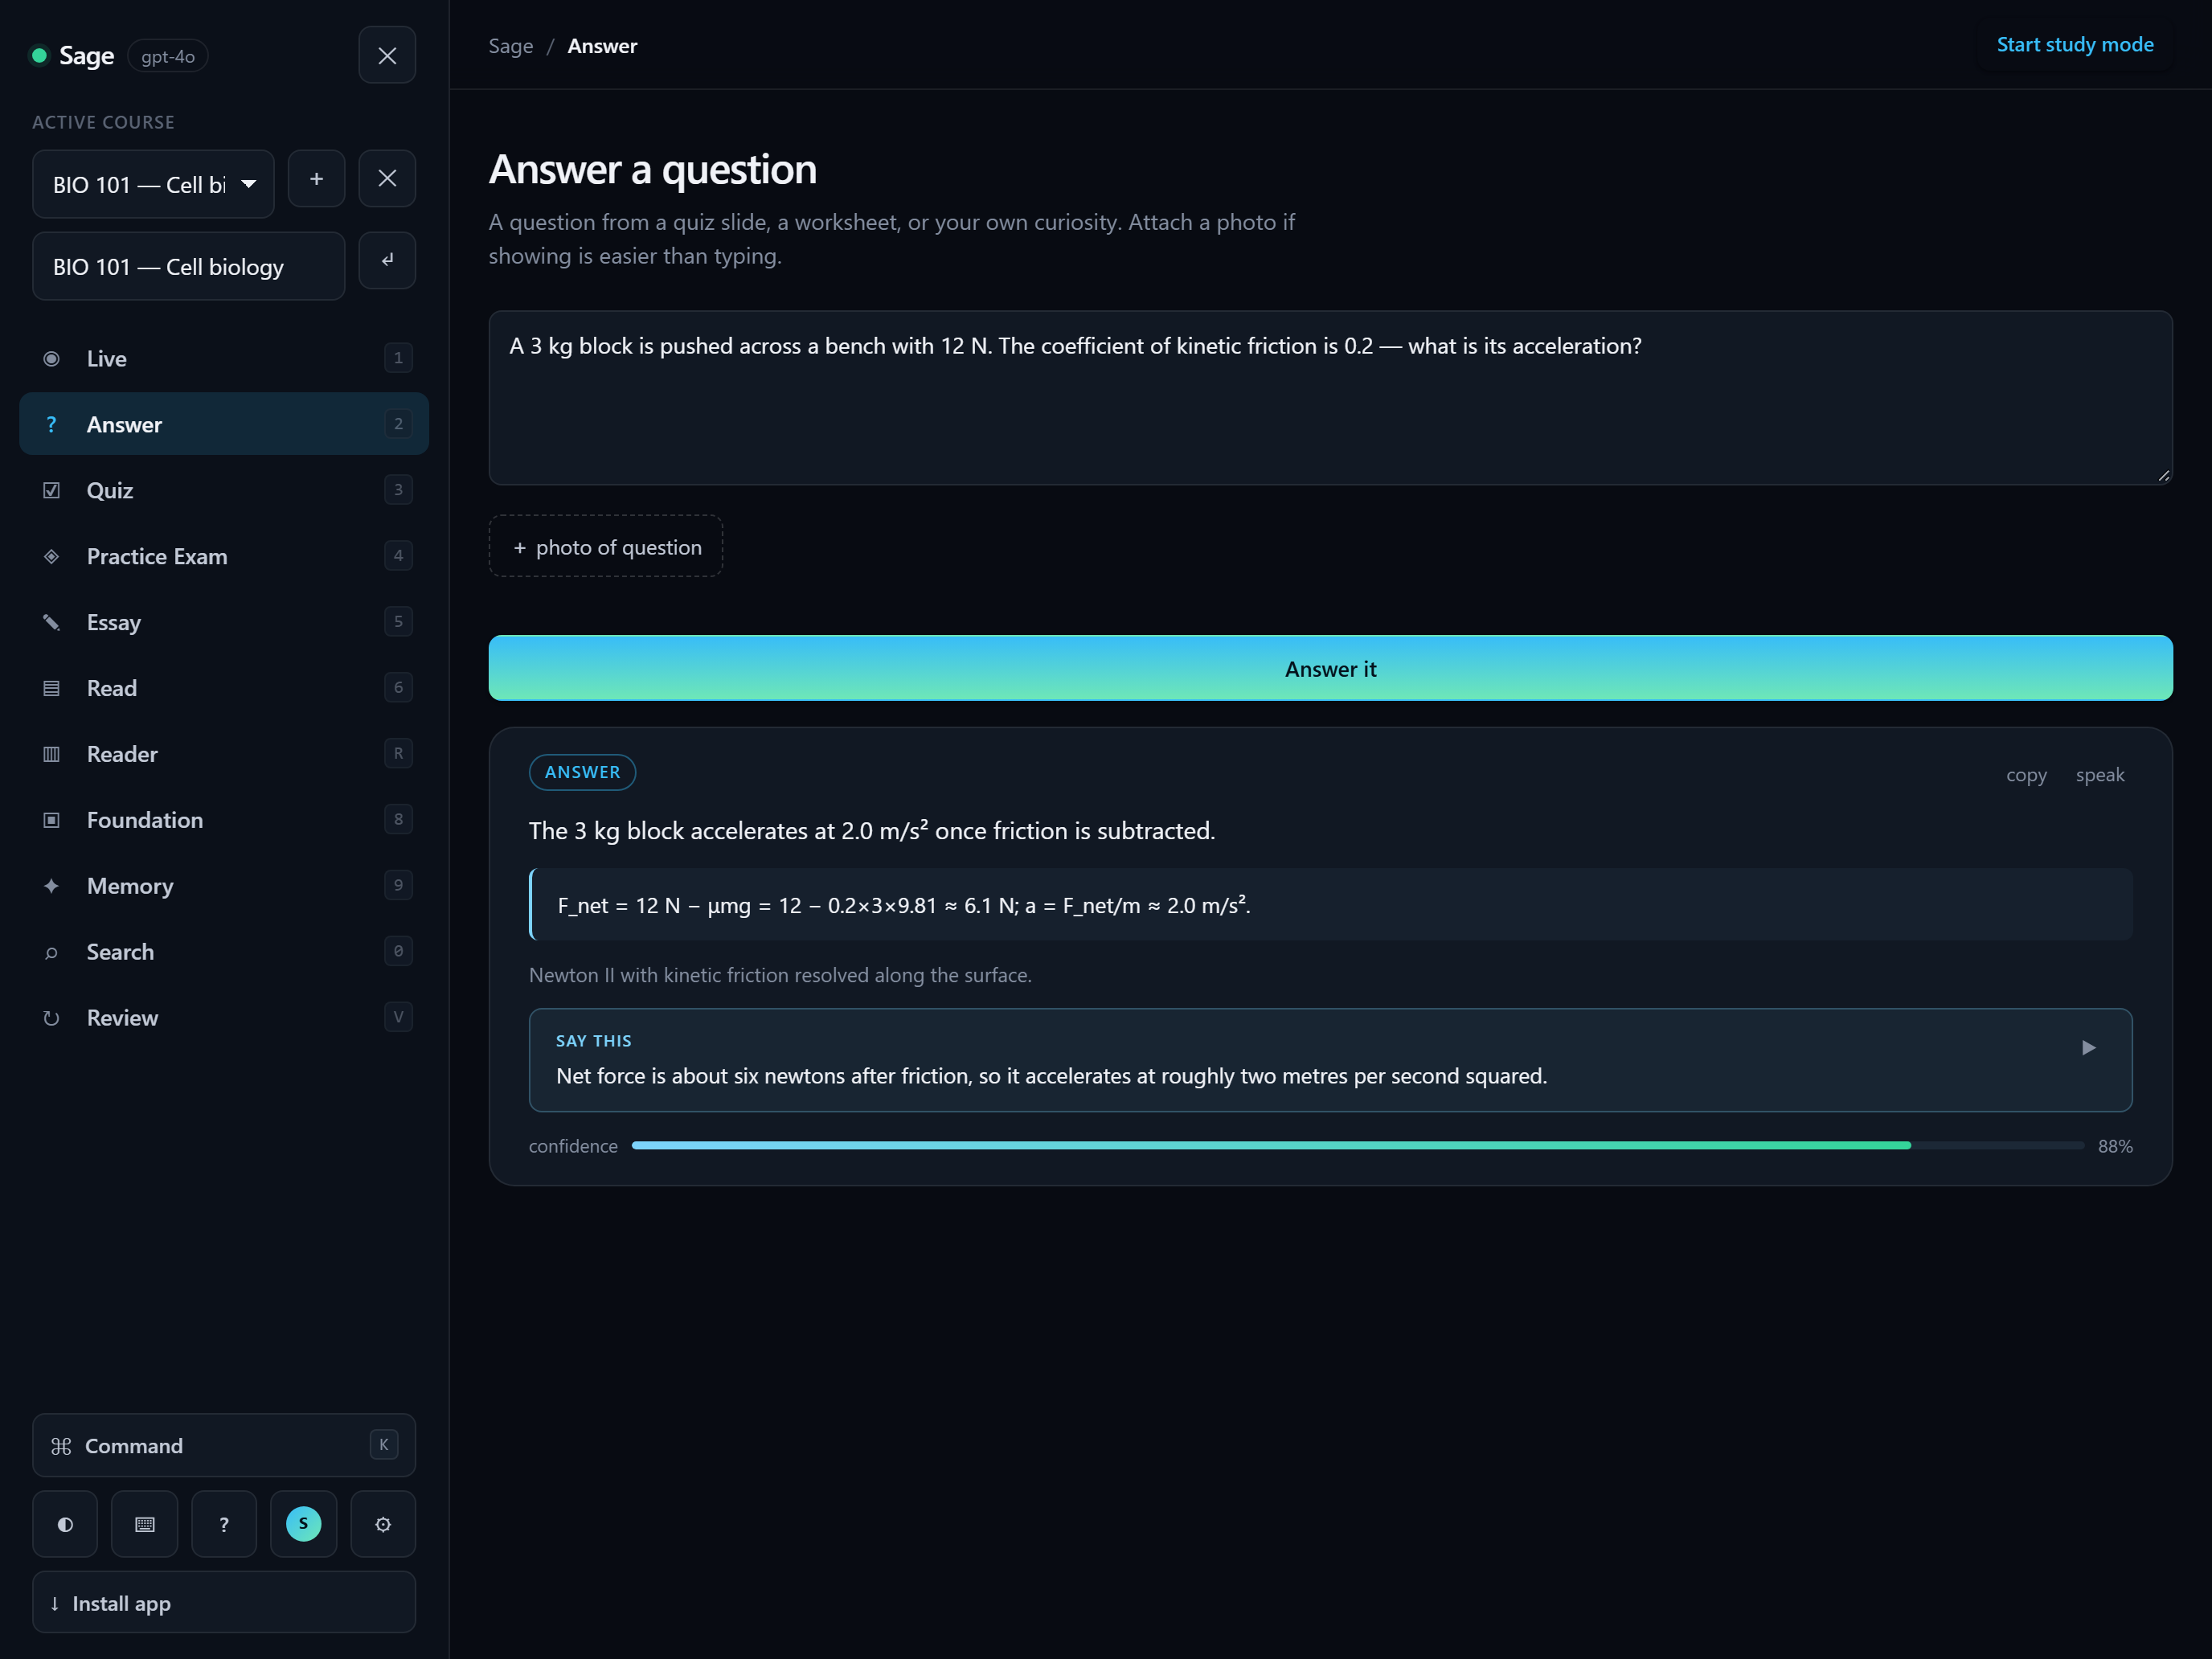 Sage gpt-4o
ACTIVE COURSE
BIO 101 — Cell bi
+
BIO 101 — Cell biology
Live 1
? Answer 2
Quiz 3
Practice Exam 4
Essay 5
Read 6
Reader R
Foundation 8
Memory 9
Search 0
Review V
⌘ Command K
? S
↓ Install app
Sage / Answer
Start study mode
Answer a question
A question from a quiz slide, a worksheet, or your own curiosity. Attach a photo if
showing is easier than typing.
A 3 kg block is pushed across a bench with 12 N. The coefficient of kinetic friction is 0.2 — what is its acceleration?
+ photo of question
Answer it
ANSWER
copy speak
The 3 kg block accelerates at 2.0 m/s² once friction is subtracted.
F_net = 12 N − μmg = 12 − 0.2×3×9.81 ≈ 6.1 N; a = F_net/m ≈ 2.0 m/s².
Newton II with kinetic friction resolved along the surface.
SAY THIS
Net force is about six newtons after friction, so it accelerates at roughly two metres per second squared.
confidence 88%